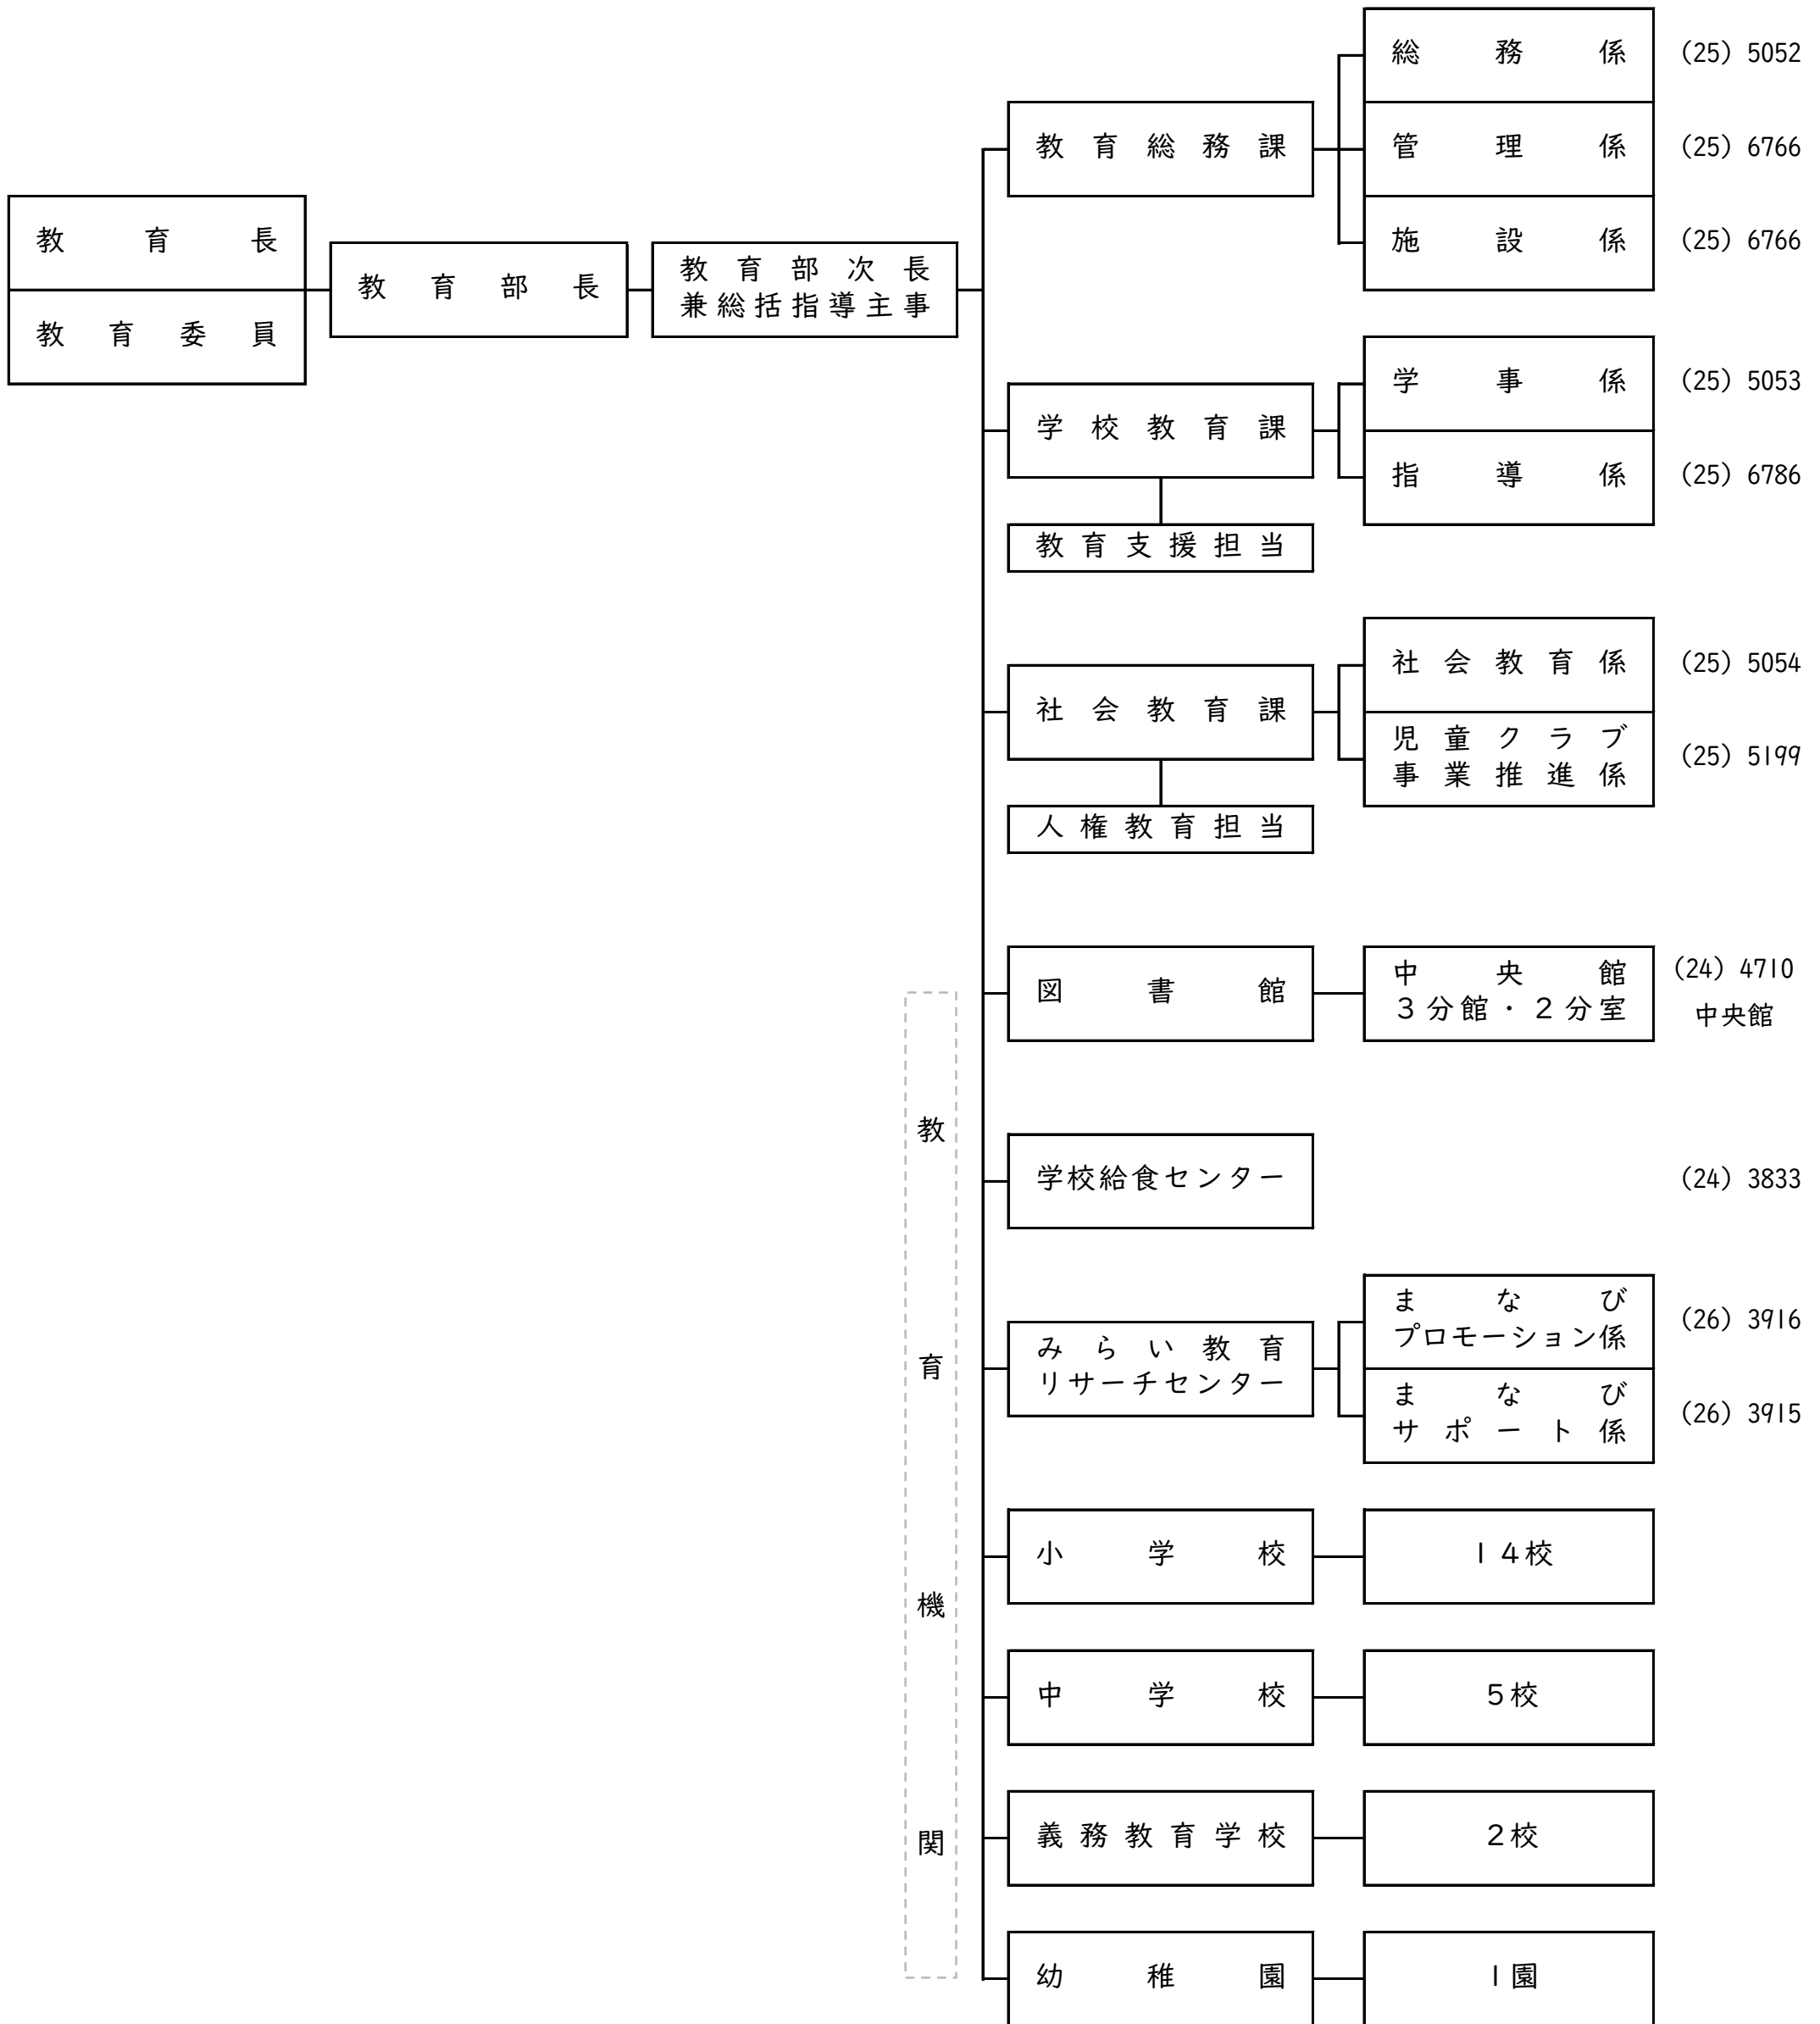 教育長
教育委員
教育部長
教育部次長
兼総括指導主事
教育総務課
総務係 (25) 5052
管理係 (25) 6766
施設係 (25) 6766
学校教育課
学事係 (25) 5053
指導係 (25) 6786
教育支援担当
社会教育課
社会教育係 (25) 5054
児童クラブ
事業推進係 (25) 5199
人権教育担当
教育機関
図書館
中央館
3分館・2分室
(24) 4710
中央館
学校給食センター (24) 3833
みらい教育
リサーチセンター
まなび
プロモーション係 (26) 3916
まなび
サポート係 (26) 3915
小学校 14校
中学校 5校
義務教育学校 2校
幼稚園 1園